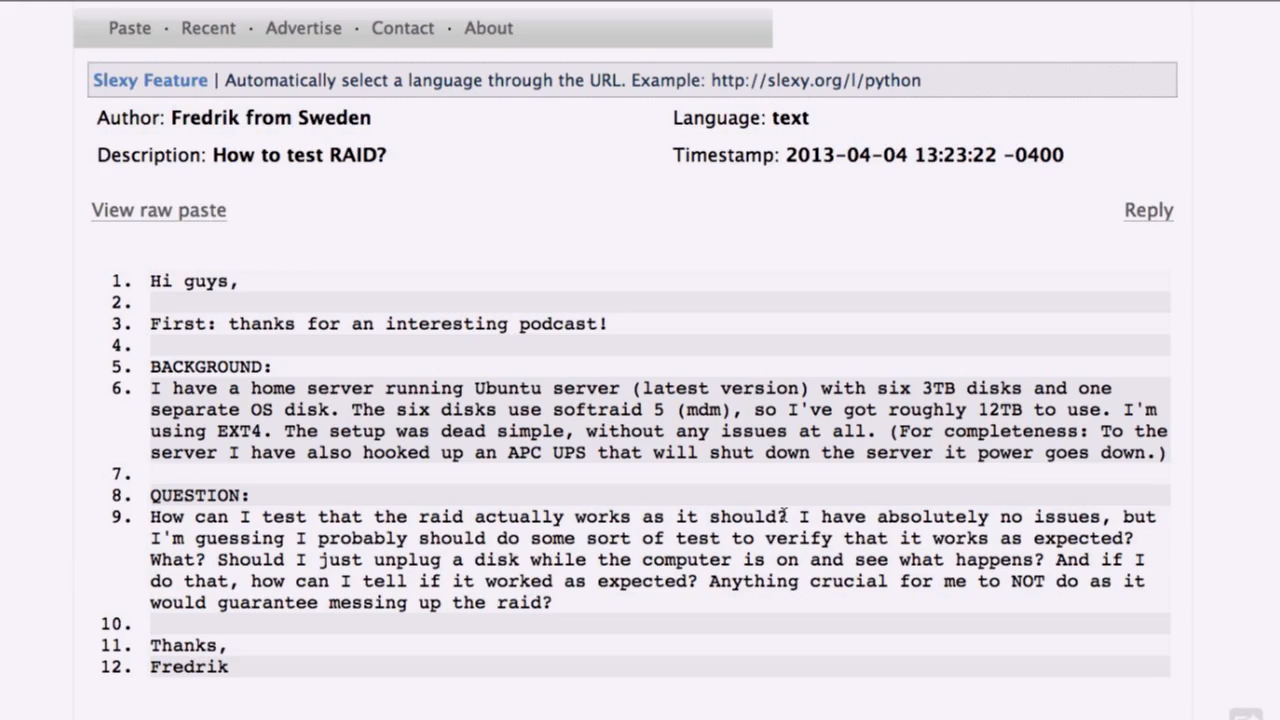 Paste · Recent · Advertise · Contact · About
Slexy Feature | Automatically select a language through the URL. Example: http://slexy.org/l/python
Author: Fredrik from Sweden
Language: text
Description: How to test RAID?
Timestamp: 2013-04-04 13:23:22 -0400
View raw paste
Reply
1. Hi guys,
2.
3. First: thanks for an interesting podcast!
4.
5. BACKGROUND:
6. I have a home server running Ubuntu server (latest version) with six 3TB disks and one
separate OS disk. The six disks use softraid 5 (mdm), so I've got roughly 12TB to use. I'm
using EXT4. The setup was dead simple, without any issues at all. (For completeness: To the
server I have also hooked up an APC UPS that will shut down the server it power goes down.)
7.
8. QUESTION:
9. How can I test that the raid actually works as it should? I have absolutely no issues, but
I'm guessing I probably should do some sort of test to verify that it works as expected?
What? Should I just unplug a disk while the computer is on and see what happens? And if I
do that, how can I tell if it worked as expected? Anything crucial for me to NOT do as it
would guarantee messing up the raid?
10.
11. Thanks,
12. Fredrik